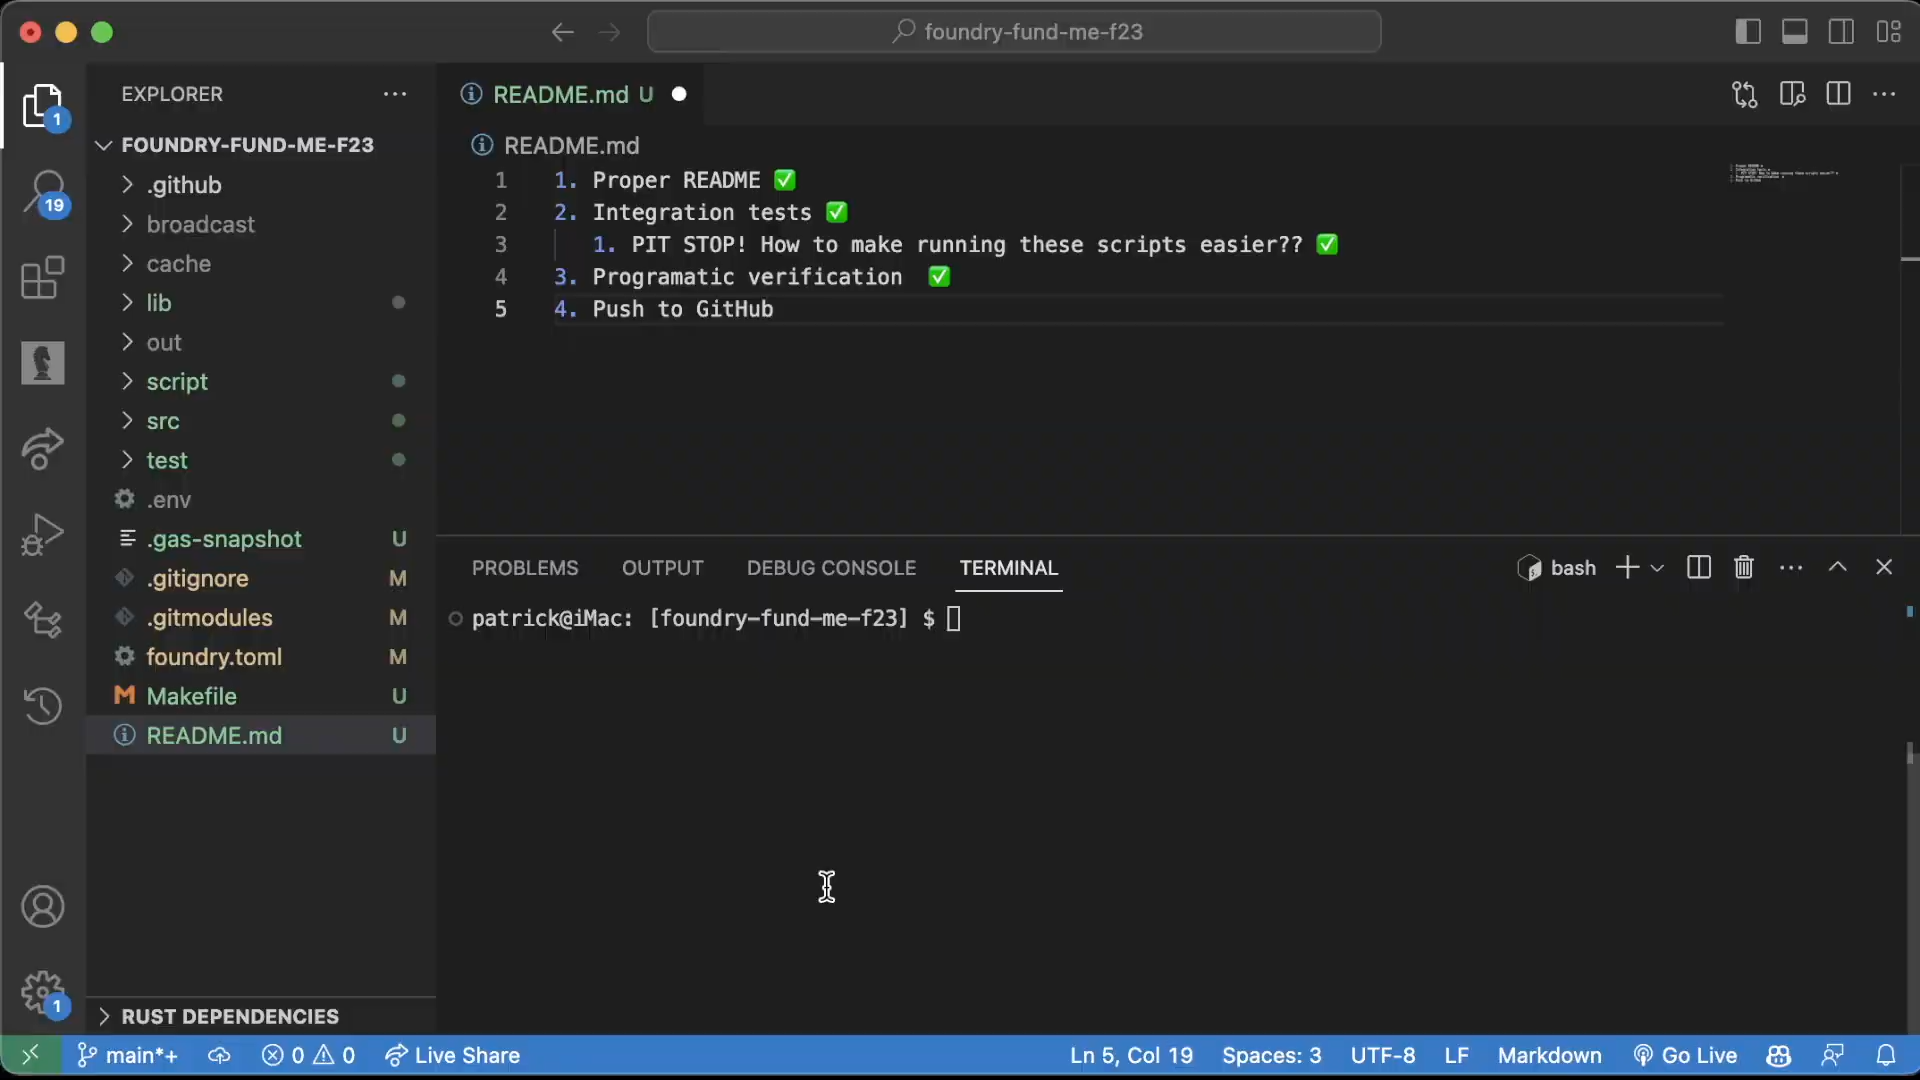 foundry-fund-me-f23
EXPLORER
README.md U
1
FOUNDRY-FUND-ME-F23
README.md
.github
1 1. Proper README ✅
19
2 2. Integration tests ✅
broadcast
3 1. PIT STOP! How to make running these scripts easier?? ✅
cache
4 3. Programatic verification ✅
lib
5 4. Push to GitHub
out
script
src
test
.env
.gas-snapshot U
PROBLEMS OUTPUT DEBUG CONSOLE TERMINAL bash
.gitignore M
.gitmodules M
patrick@iMac: [foundry-fund-me-f23] $
foundry.toml M
Makefile U
README.md U
1
RUST DEPENDENCIES
main*+ 0 0 Live Share Ln 5, Col 19 Spaces: 3 UTF-8 LF Markdown Go Live